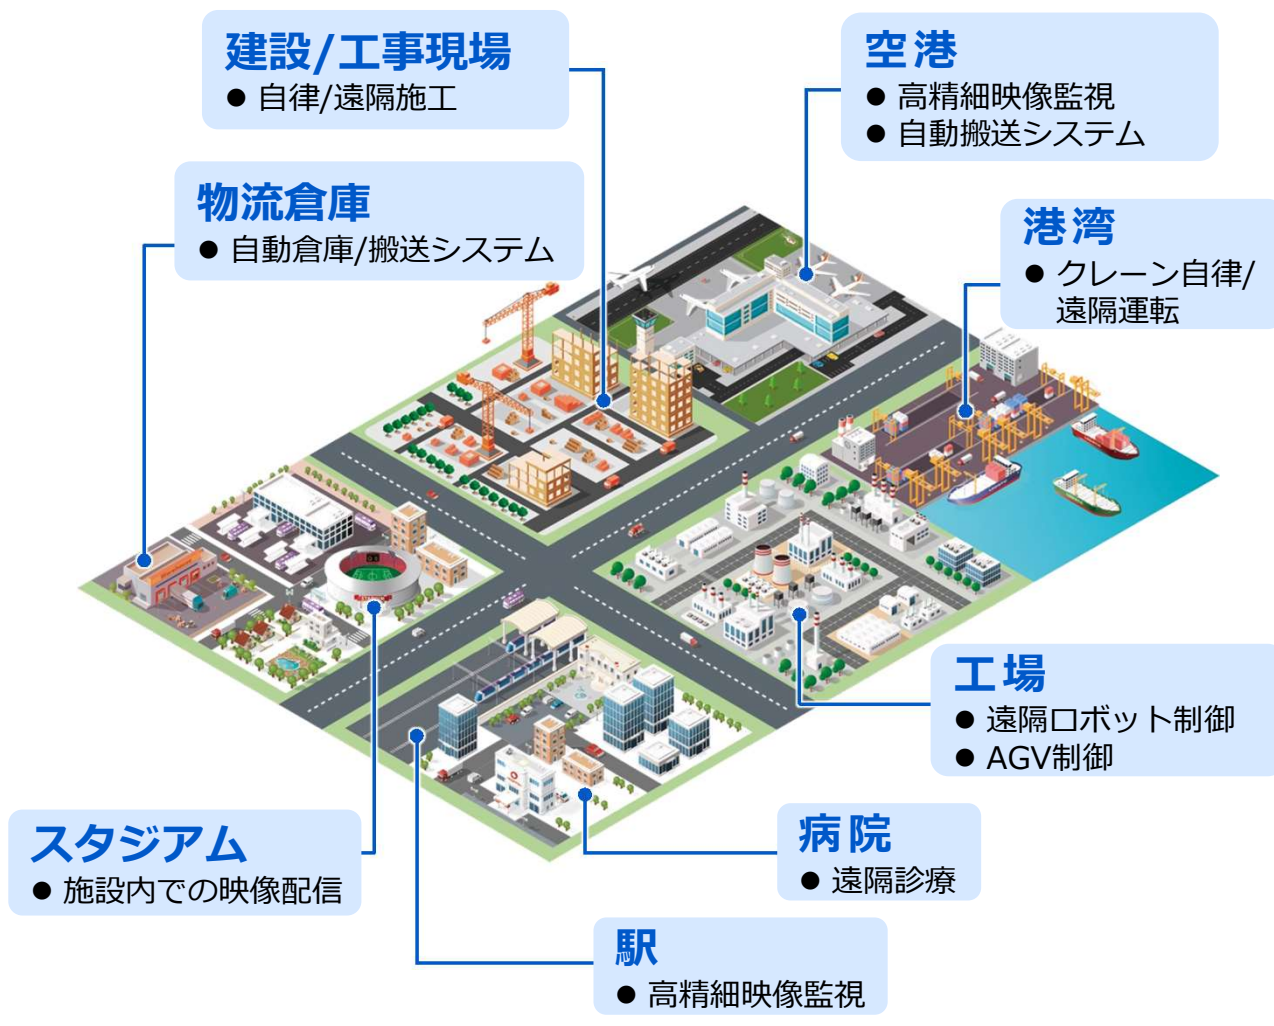 建設/工事現場
● 自律/遠隔施工
空港
● 高精細映像監視
● 自動搬送システム
物流倉庫
● 自動倉庫/搬送システム
港湾
● クレーン自律/
遠隔運転
工場
● 遠隔ロボット制御
● AGV制御
スタジアム
● 施設内での映像配信
病院
● 遠隔診療
駅
● 高精細映像監視